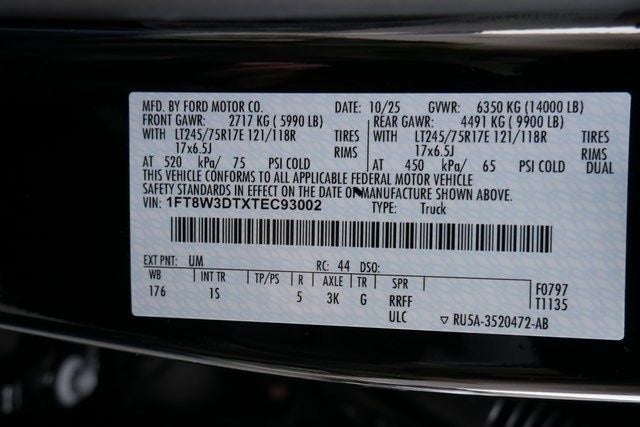 MFD. BY FORD MOTOR CO. DATE: 10/25 GVWR: 6350 KG (14000 LB)
FRONT GAWR: 2717 KG (5990 LB) REAR GAWR: 4491 KG (9900 LB)
WITH LT245/75R17E 121/118R TIRES WITH LT245/75R17E 121/118R TIRES
17x6.5J RIMS 17x6.5J RIMS
AT 520 kPa/ 75 PSI COLD AT 450 kPa/ 65 PSI COLD DUAL
THIS VEHICLE CONFORMS TO ALL APPLICABLE FEDERAL MOTOR VEHICLE
SAFETY STANDARDS IN EFFECT ON THE DATE OF MANUFACTURE SHOWN ABOVE.
VIN: 1FT8W3DTXTEC93002 TYPE: Truck
EXT PNT: UM RC: 44 DSO:
WB INT TR TP/PS R AXLE TR SPR F0797
176 1S 5 3K G RRFF T1135
ULC ▽ RU5A-3520472-AB